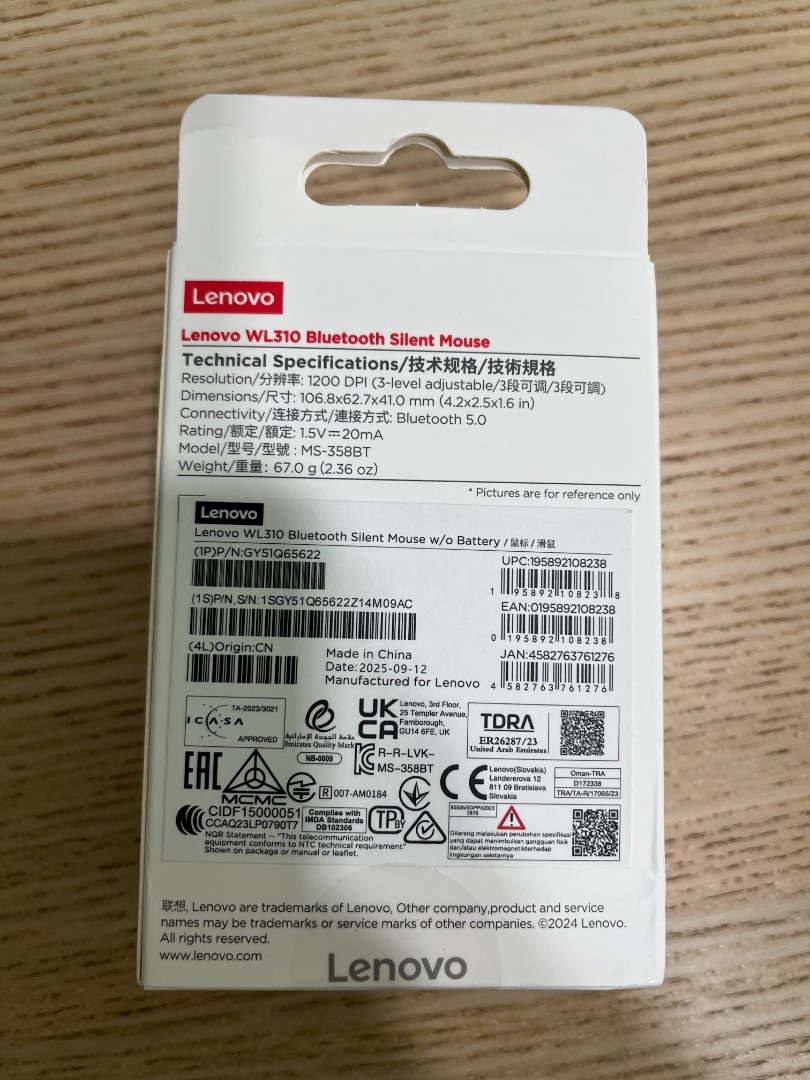 Lenovo
Lenovo WL310 Bluetooth Silent Mouse
Technical Specifications/技术规格/技術規格
Resolution/分辨率: 1200 DPI (3-level adjustable/3段可调/3段可調)
Dimensions/尺寸: 106.8x62.7x41.0 mm (4.2x2.5x1.6 in)
Connectivity/连接方式/連接方式: Bluetooth 5.0
Rating/额定/額定: 1.5V⎓20mA
Model/型号/型號 : MS-358BT
Weight/重量: 67.0 g (2.36 oz)
* Pictures are for reference only
Lenovo
Lenovo WL310 Bluetooth Silent Mouse w/o Battery / 鼠标 / 滑鼠
(1P)P/N:GY51Q65622
UPC:195892108238
1 95892 10823 8
(1S)P/N,S/N:1SGY51Q65622Z14M09AC
EAN:0195892108238
0 195892 108238
(4L)Origin:CN
Made in China
Date:2025-09-12
Manufactured for Lenovo
JAN:4582763761276
4 582763 761276
ICASA
TA-2023/3021
APPROVED
علامة الجودة الإماراتية
Emirates Quality Mark
NB-0009
UK
CA
Lenovo, 3rd Floor,
25 Templer Avenue,
Farnborough,
GU14 6FE, UK
TDRA
ER26287/23
United Arab Emirates
R-R-LVK-
MS-358BT
EAC
MCMC
R 007-AM0184
CE
Lenovo(Slovakia)
Landererova 12
811 09 Bratislava
Slovakia
Oman-TRA
D172338
TRA/TA-R/17065/23
CIDF15000051
CCAQ23LP0790T7
Complies with
IMDA Standards
DB102306
TP
BY
NQR Statement – "This telecommunication
equipment conforms to NTC technical requirement"
Shown on package or manual or leaflet.
95506/SDPPI/2023
3876
Dilarang melakukan perubahan spesifikasi
yang dapat menimbulkan gangguan fisik
dan/atau elektromagnetikterhadap
lingkungan sekitarnya
联想, Lenovo are trademarks of Lenovo, Other company,product and service
names may be trademarks or service marks of other companies. ©2024 Lenovo.
All rights reserved.
www.lenovo.com
Lenovo